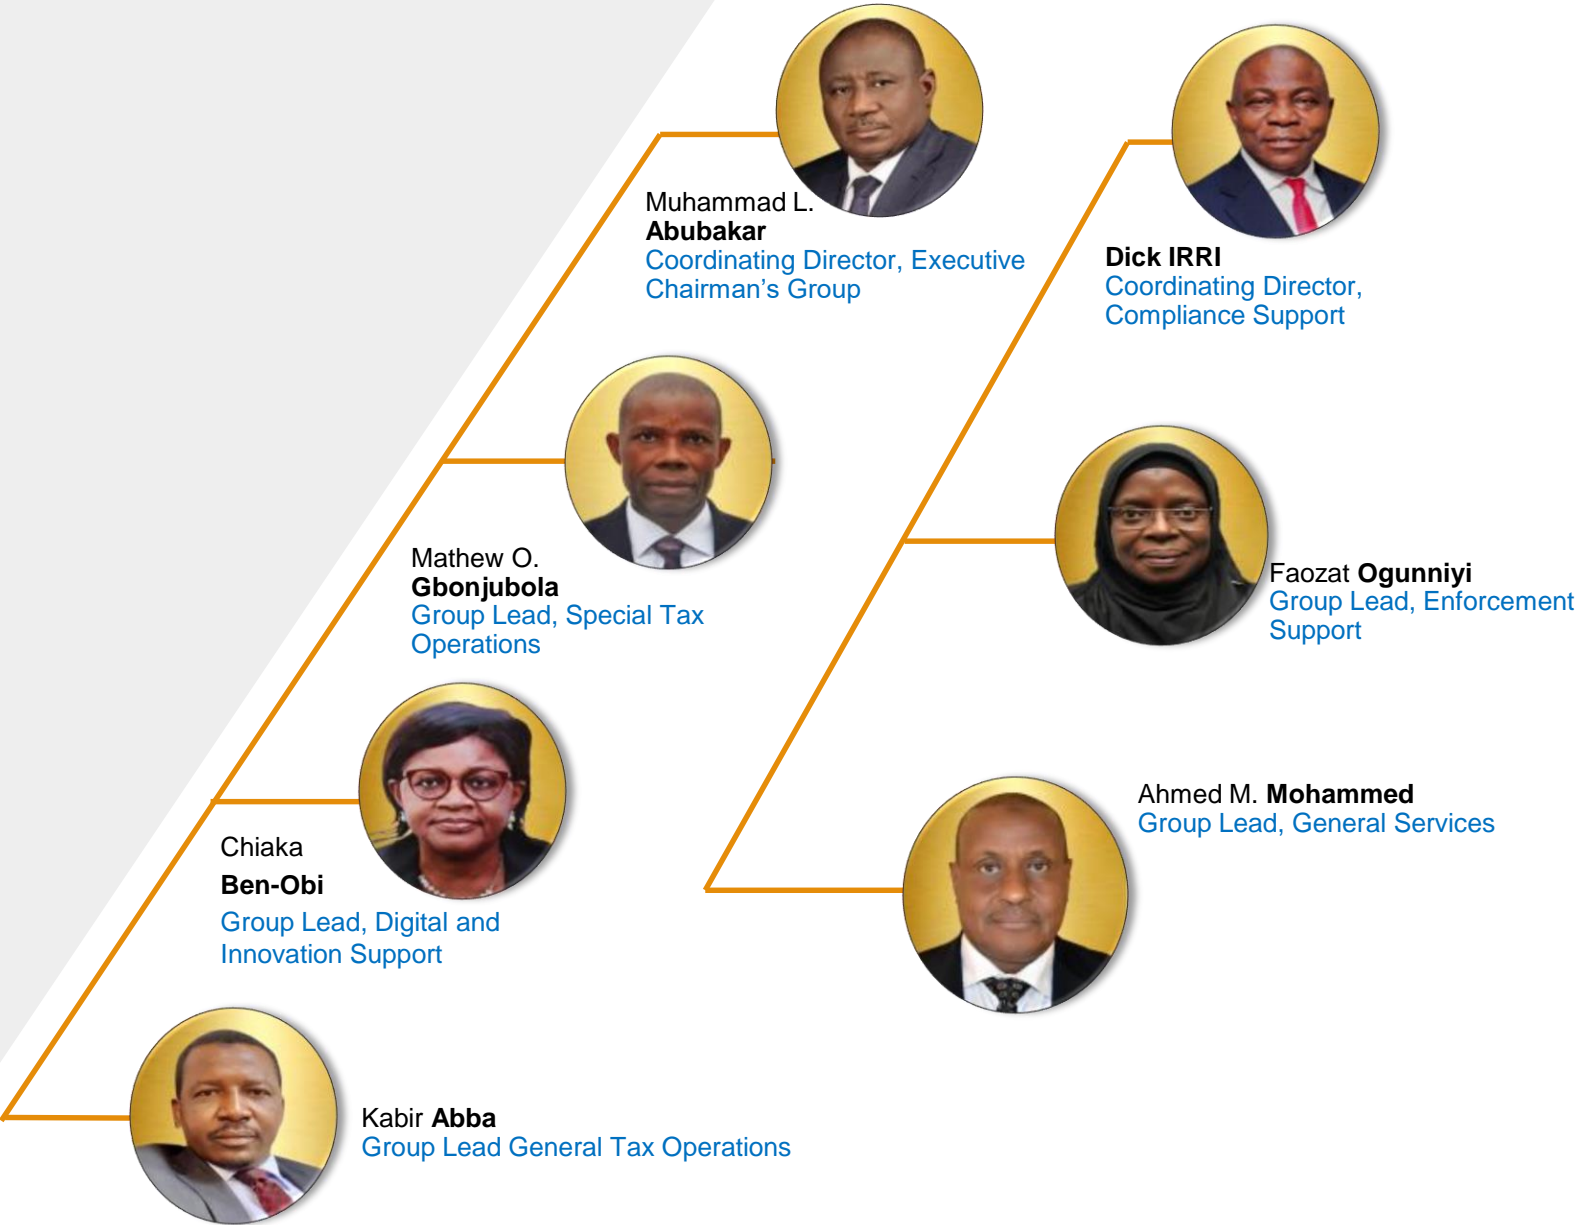 Muhammad L.
Abubakar
Coordinating Director, Executive
Chairman’s Group
Dick IRRI
Coordinating Director,
Compliance Support
Mathew O.
Gbonjubola
Group Lead, Special Tax
Operations
Faozat Ogunniyi
Group Lead, Enforcement
Support
Chiaka
Ben-Obi
Group Lead, Digital and
Innovation Support
Ahmed M. Mohammed
Group Lead, General Services
Kabir Abba
Group Lead General Tax Operations